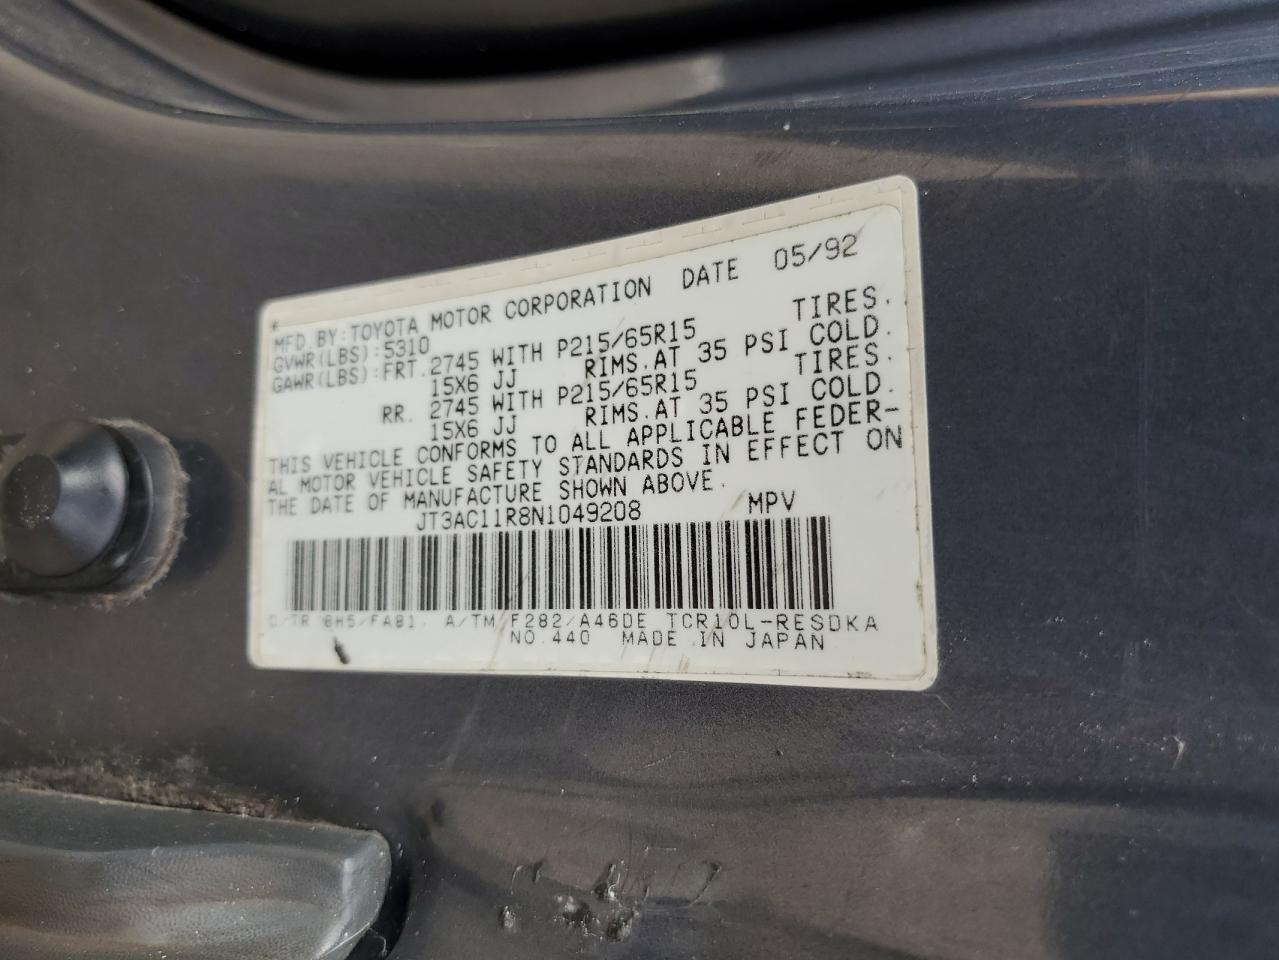 MFD.BY:TOYOTA MOTOR CORPORATION DATE 05/92
GVWR(LBS):5310
GAWR(LBS):FRT.2745 WITH P215/65R15 TIRES.
15X6 JJ RIMS.AT 35 PSI COLD.
RR. 2745 WITH P215/65R15 TIRES.
15X6 JJ RIMS.AT 35 PSI COLD.
THIS VEHICLE CONFORMS TO ALL APPLICABLE FEDER-
AL MOTOR VEHICLE SAFETY STANDARDS IN EFFECT ON
THE DATE OF MANUFACTURE SHOWN ABOVE.
JT3AC11R8N1049208 MPV
C/TR 8H5/FA81. A/TM F282/A46DE TCR10L-RESDKA
NO.440 MADE IN JAPAN